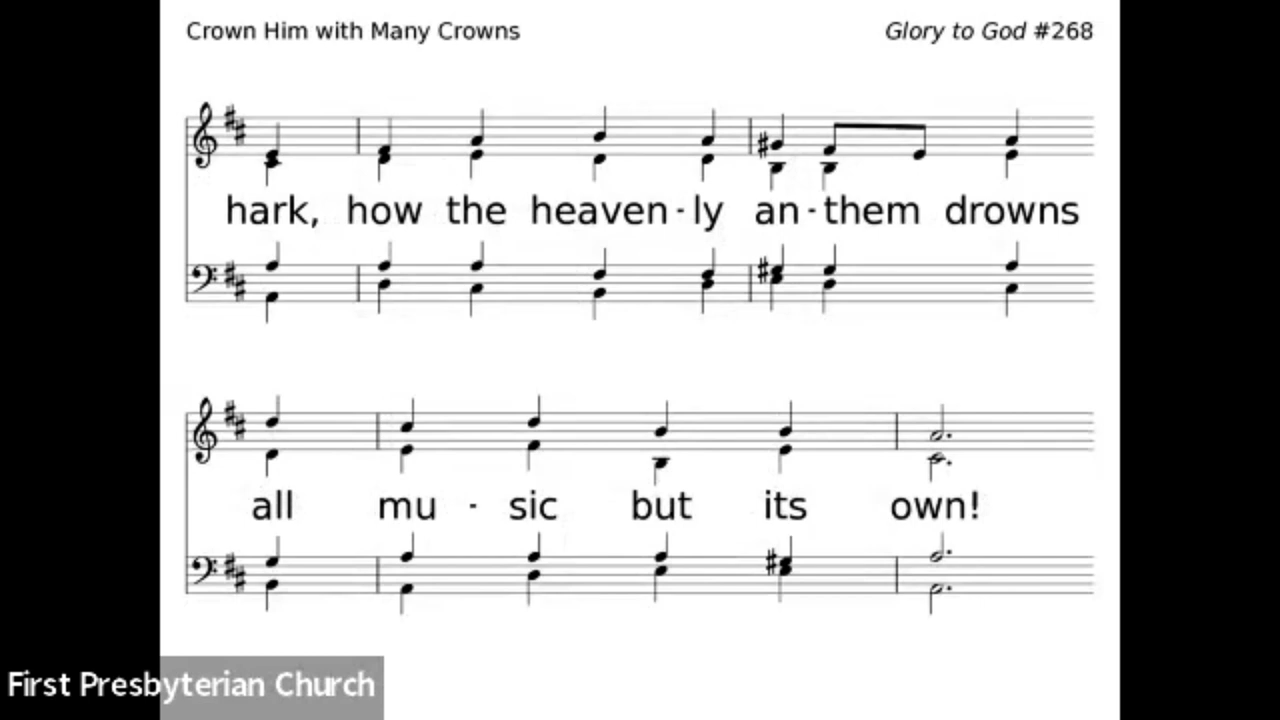 Crown Him with Many Crowns Glory to God #268
hark, how the heaven-ly an-them drowns
all mu-sic but its own!
First Presbyterian Church